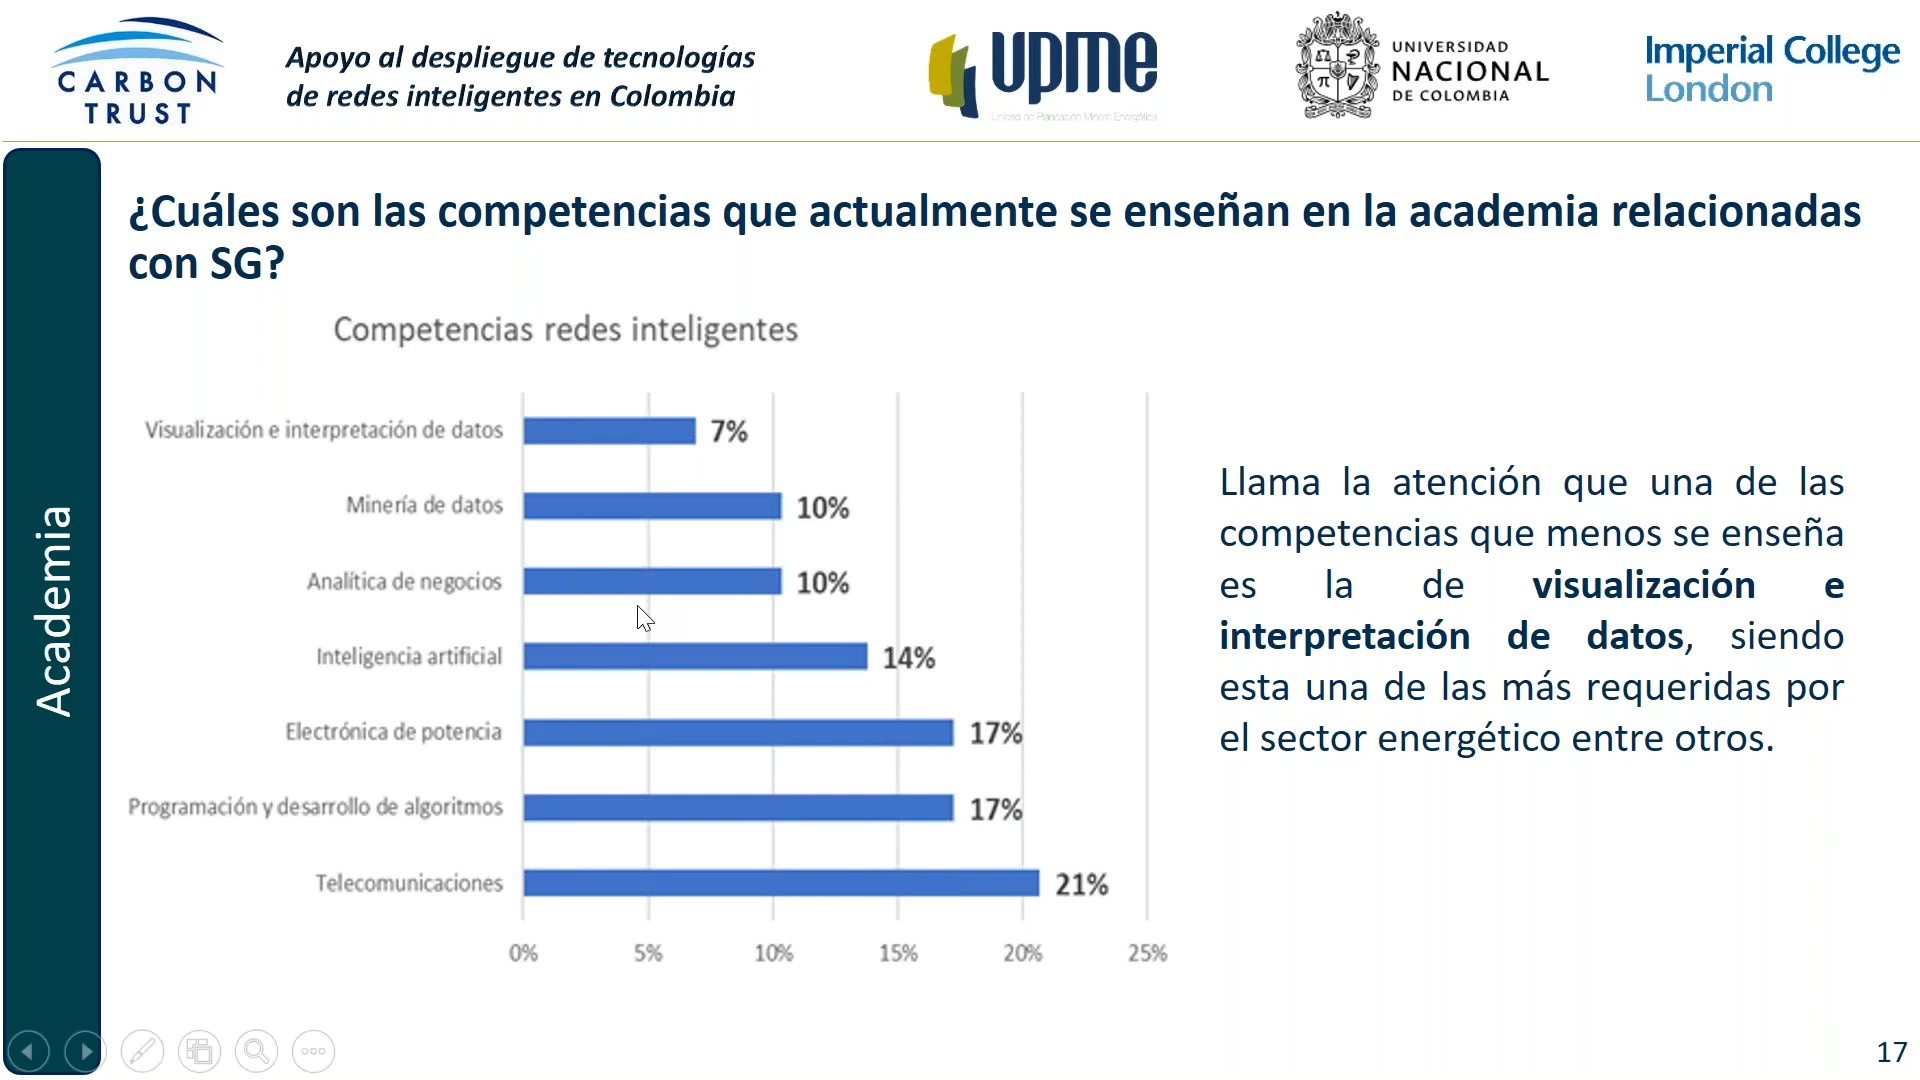 CARBON
TRUST
Apoyo al despliegue de tecnologías
de redes inteligentes en Colombia
upme
Unidad de Planeación Minero Energética
UNIVERSIDAD
NACIONAL
DE COLOMBIA
Imperial College
London
Academia
¿Cuáles son las competencias que actualmente se enseñan en la academia relacionadas
con SG?
Competencias redes inteligentes
Visualización e interpretación de datos 7%
Minería de datos 10%
Analítica de negocios 10%
Inteligencia artificial 14%
Electrónica de potencia 17%
Programación y desarrollo de algoritmos 17%
Telecomunicaciones 21%
0% 5% 10% 15% 20% 25%
Llama la atención que una de las
competencias que menos se enseña
es la de visualización e
interpretación de datos, siendo
esta una de las más requeridas por
el sector energético entre otros.
17